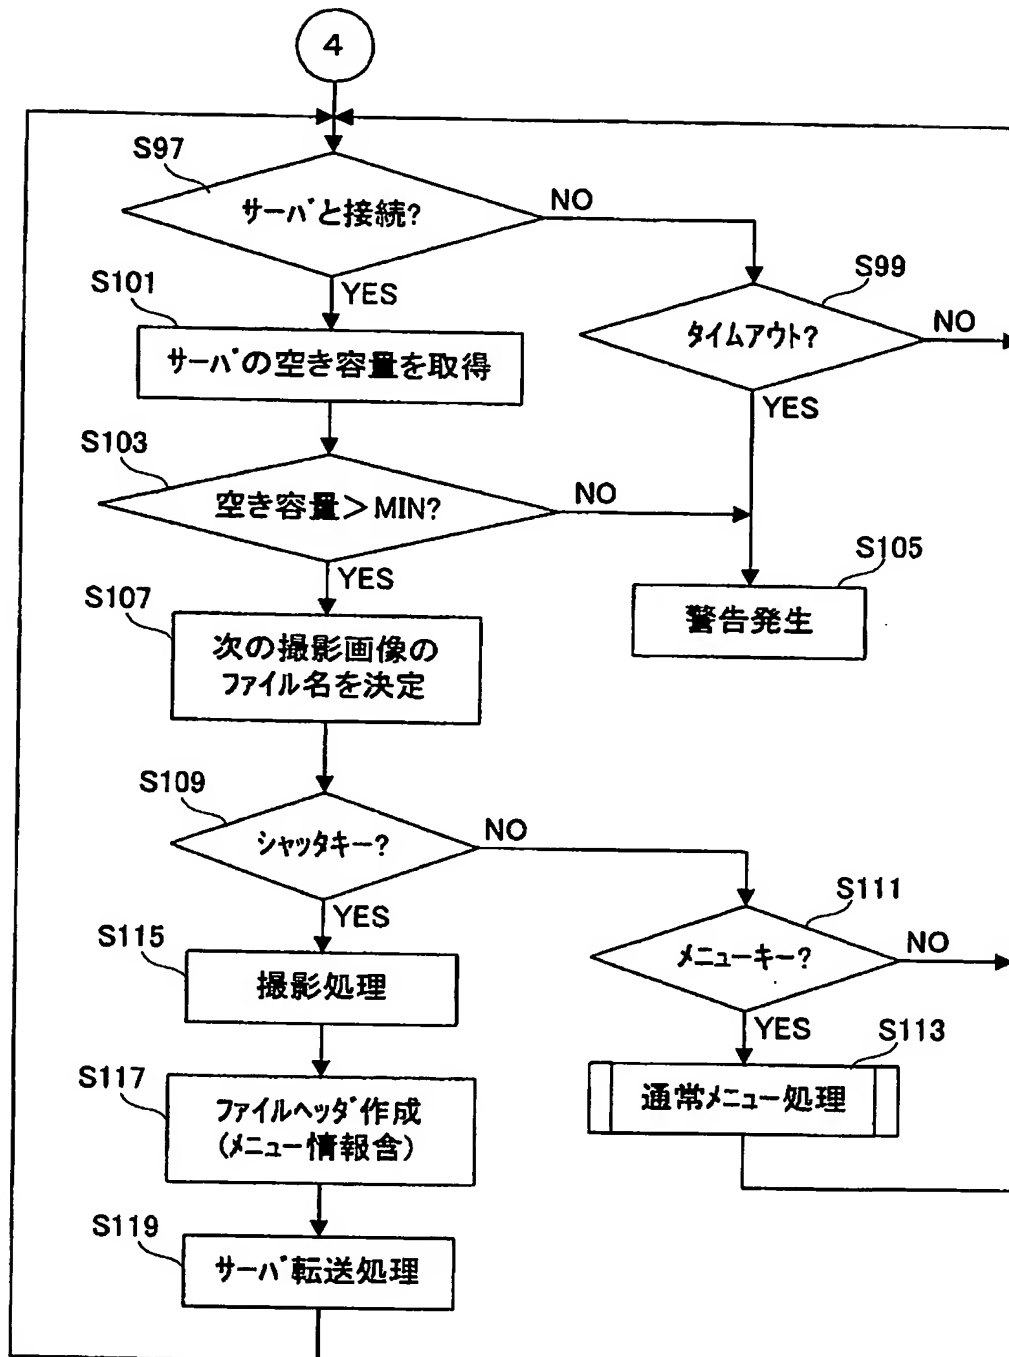 4
S97
サーバと接続?
NO
YES
S99
タイムアウト?
NO
YES
S101
サーバの空き容量を取得
S103
空き容量>MIN?
NO
YES
S105
警告発生
S107
次の撮影画像の
ファイル名を決定
S109
シャッタキー?
NO
YES
S111
メニューキー?
NO
YES
S113
通常メニュー処理
S115
撮影処理
S117
ファイルヘッダ作成
(メニュー情報含)
S119
サーバ転送処理